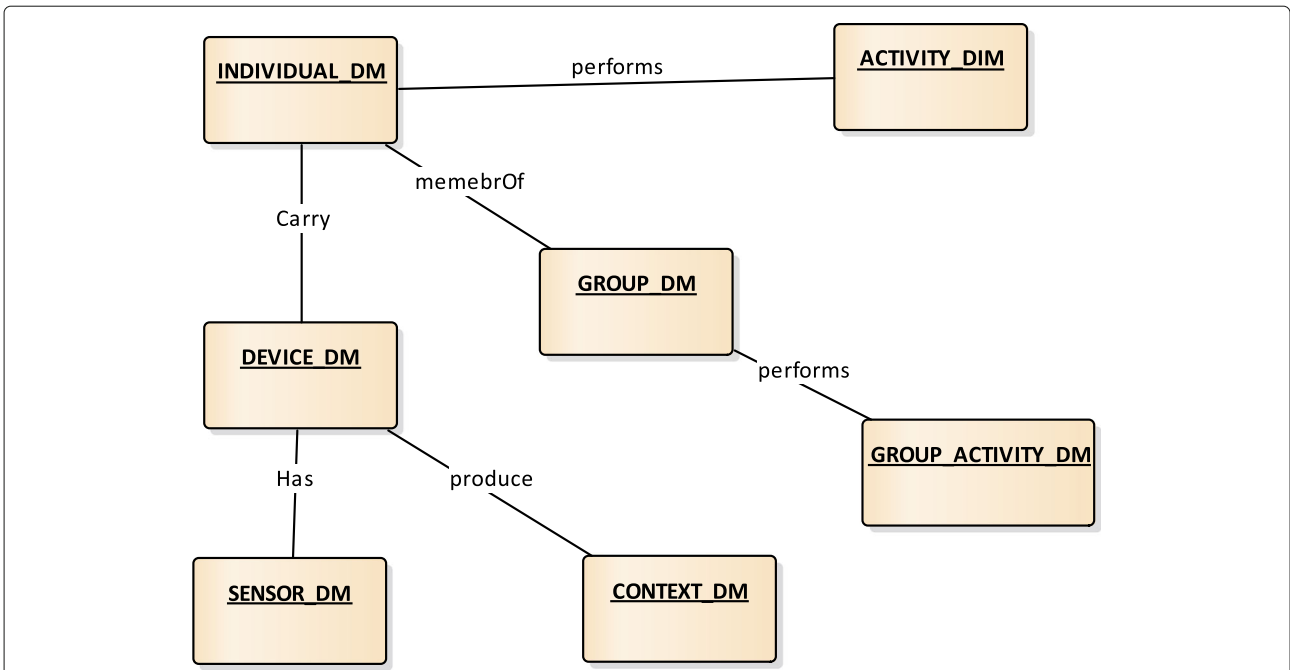 INDIVIDUAL_DM
performs
ACTIVITY_DIM
memebrOf
Carry
GROUP_DM
DEVICE_DM
performs
GROUP_ACTIVITY_DM
Has
produce
SENSOR_DM
CONTEXT_DM